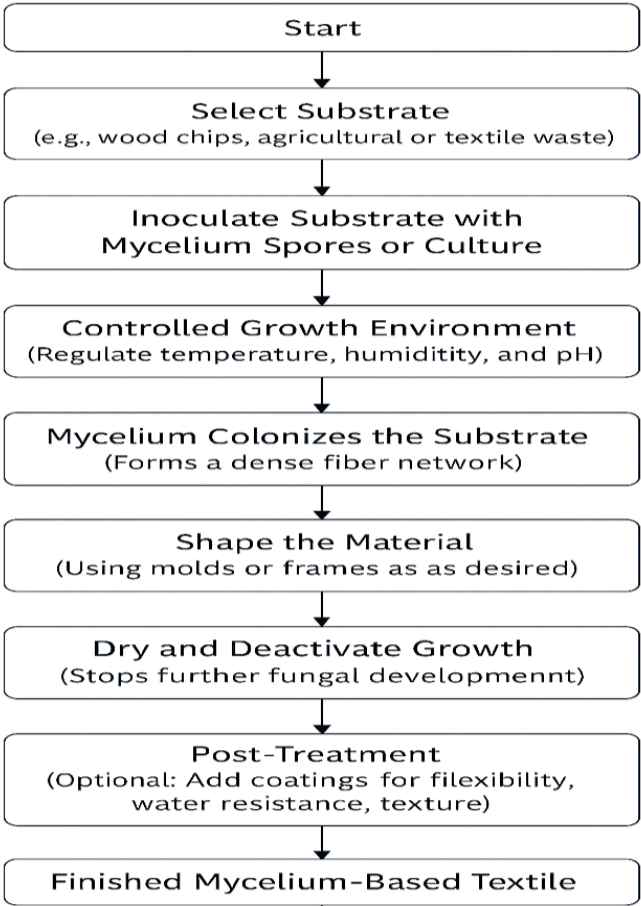 Start
Select Substrate
(e.g., wood chips, agricultural or textile waste)
Inoculate Substrate with
Mycelium Spores or Culture
Controlled Growth Environment
(Regulate temperature, humiditity, and pH)
Mycelium Colonizes the Substrate
(Forms a dense fiber network)
Shape the Material
(Using molds or frames as as desired)
Dry and Deactivate Growth
(Stops further fungal developmennt)
Post-Treatment
(Optional: Add coatings for filexibility,
water resistance, texture)
Finished Mycelium-Based Textile